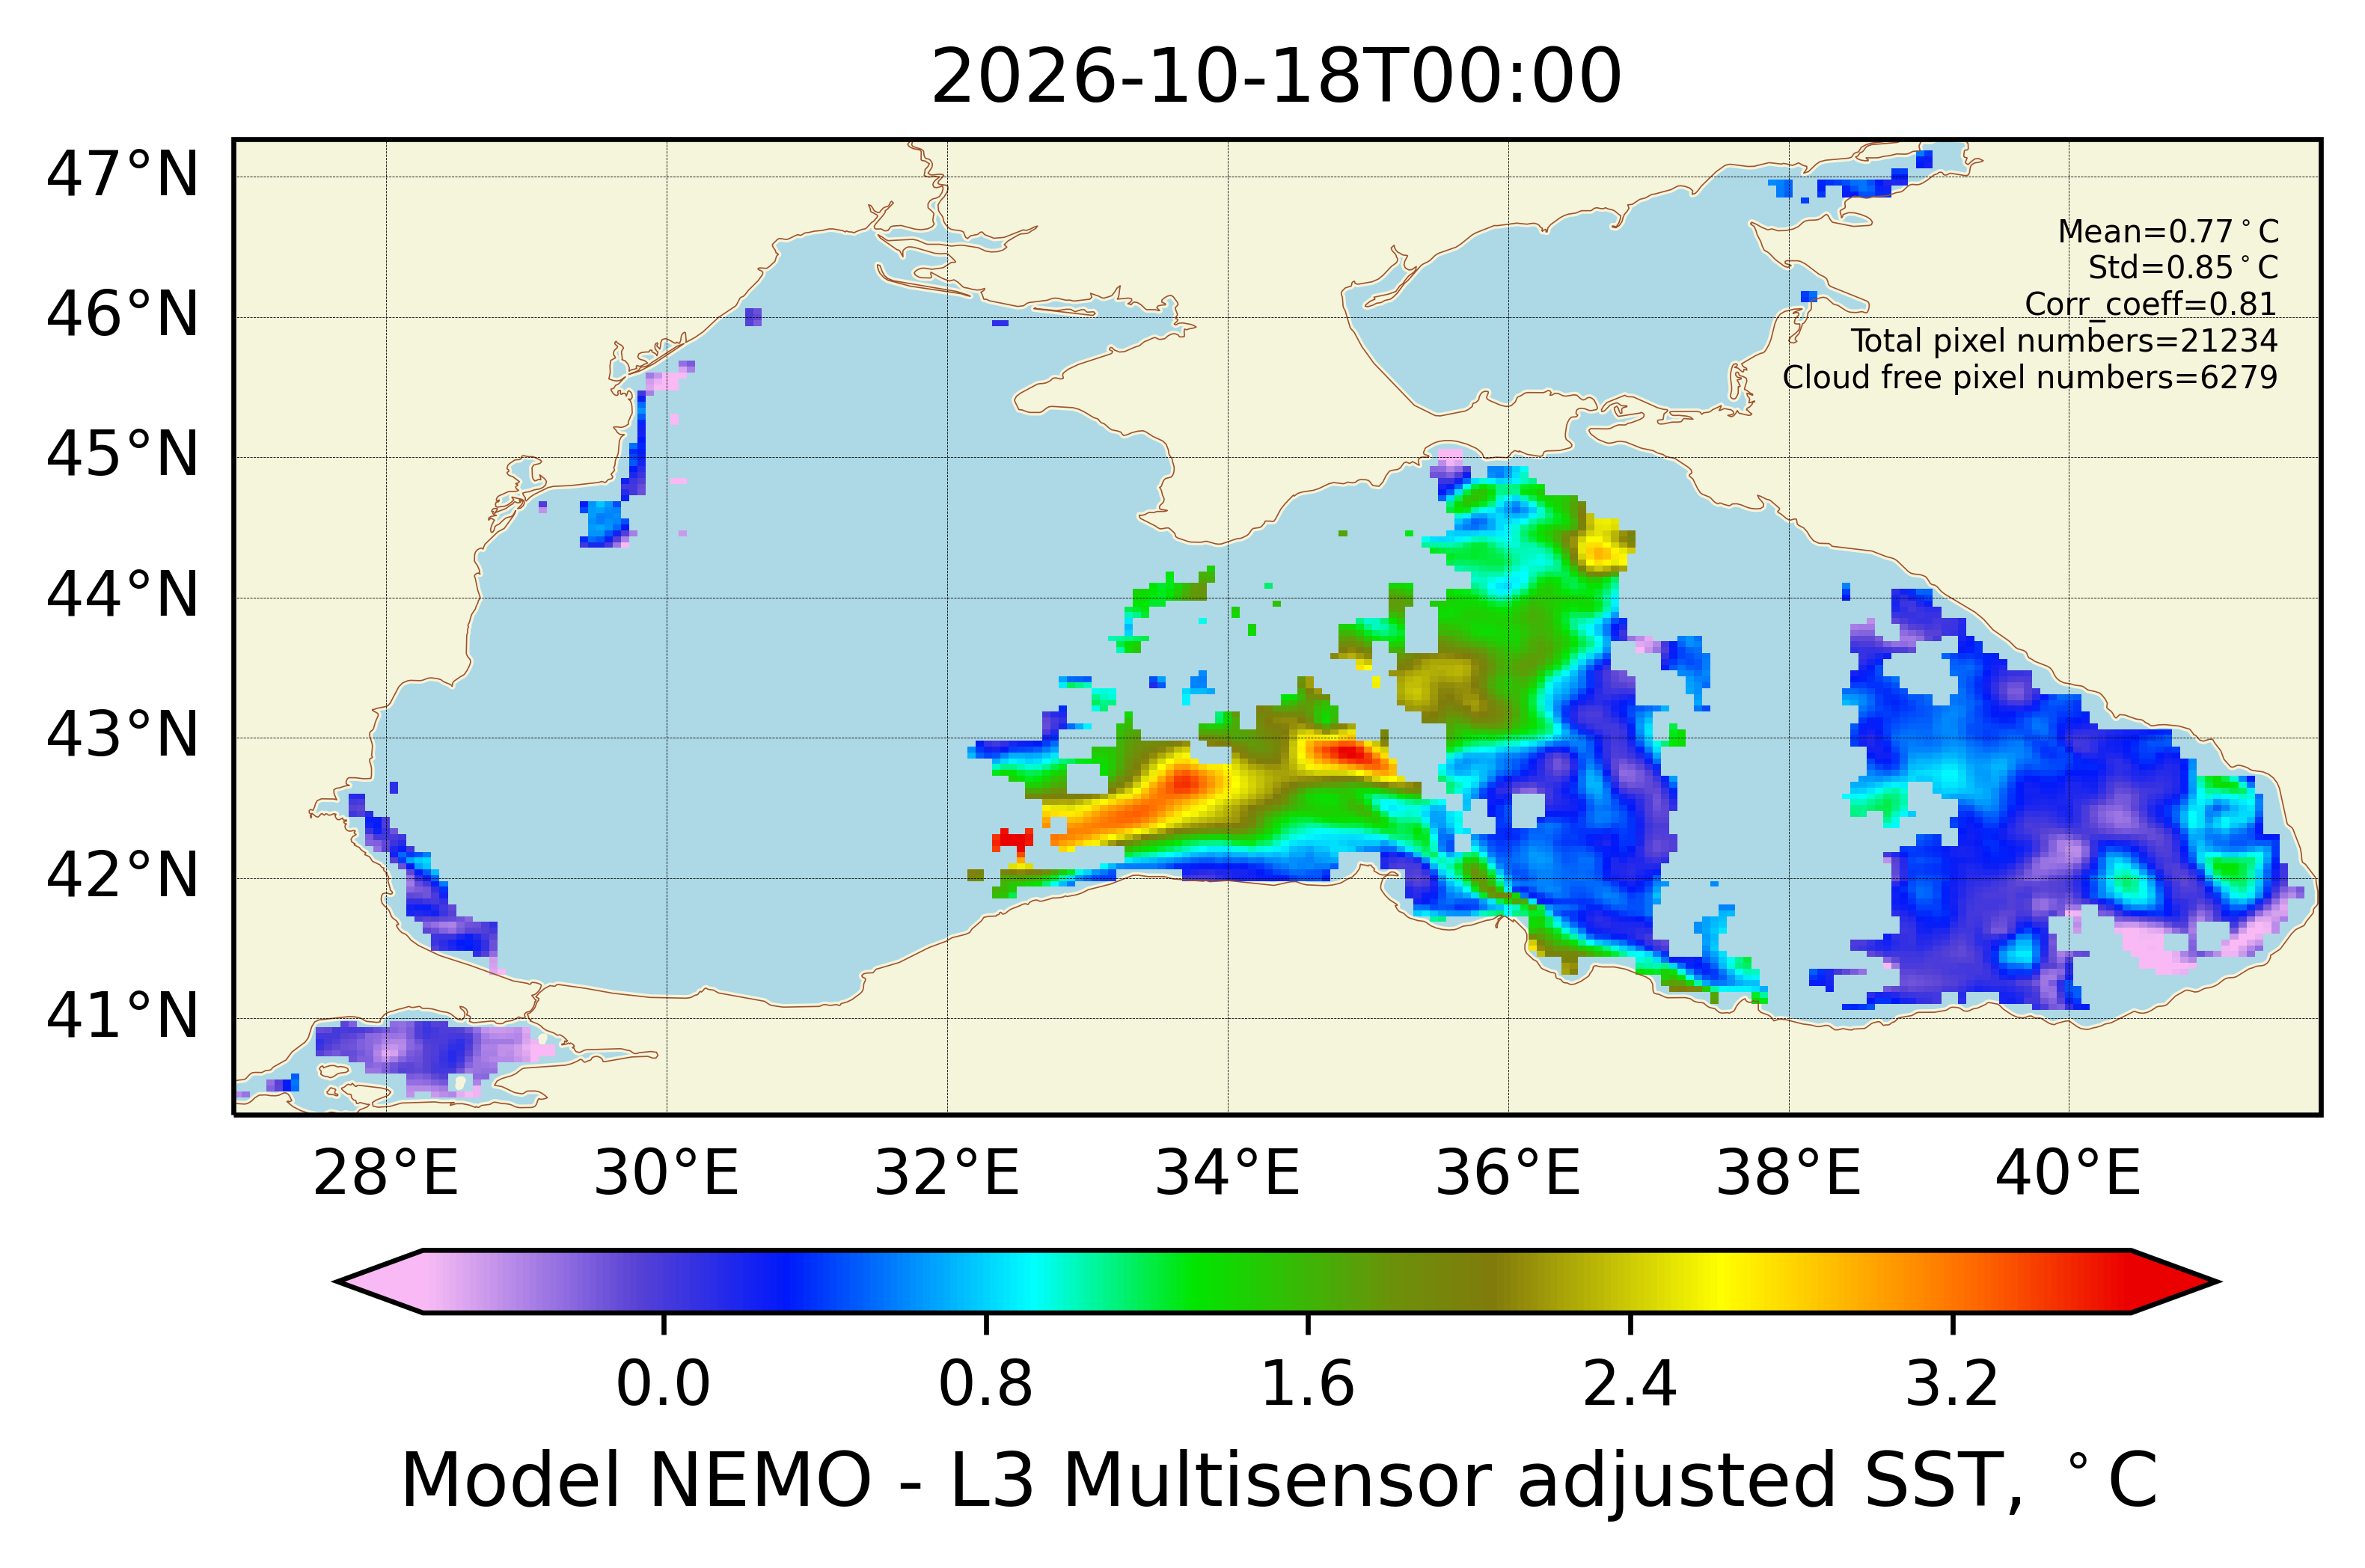 2026-10-18T00:00
47°N
46°N
45°N
44°N
43°N
42°N
41°N
Mean=0.77°C
Std=0.85°C
Corr_coeff=0.81
Total pixel numbers=21234
Cloud free pixel numbers=6279
28°E 30°E 32°E 34°E 36°E 38°E 40°E
0.0 0.8 1.6 2.4 3.2
Model NEMO - L3 Multisensor adjusted SST, °C